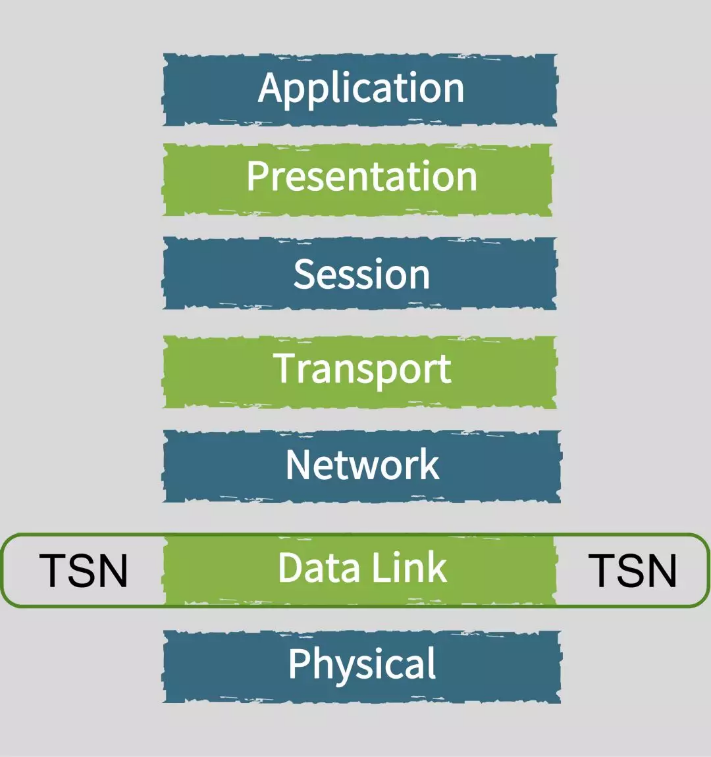 Application
Presentation
Session
Transport
Network
TSN Data Link TSN
Physical